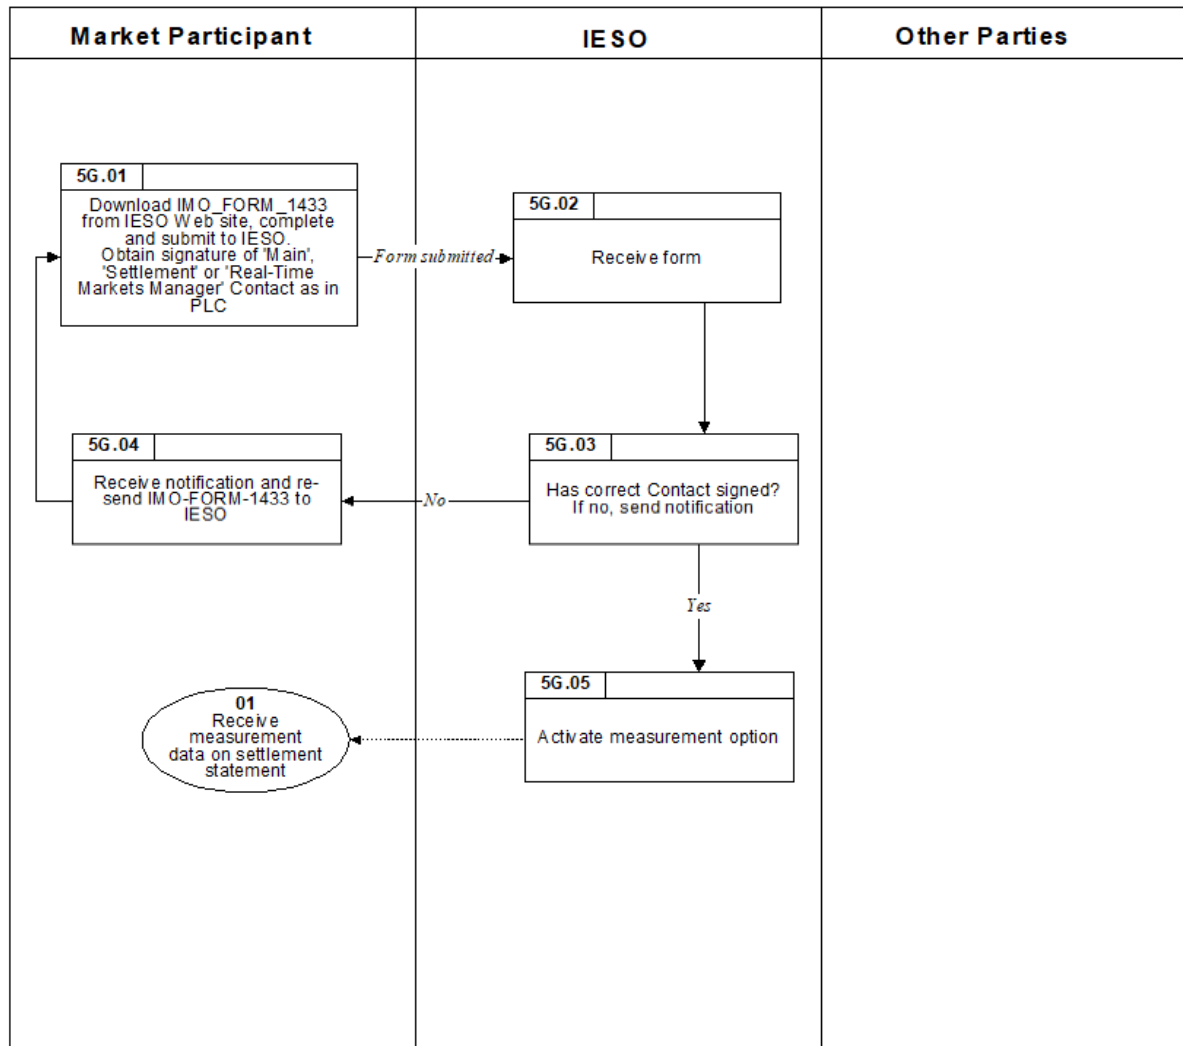 Market Participant
IESO
Other Parties
5G.01
Download IMO_FORM_1433
from IESO Web site, complete
and submit to IESO.
Obtain signature of 'Main',
'Settlement' or 'Real-Time
Markets Manager' Contact as in
PLC
Form submitted
5G.02
Receive form
5G.04
Receive notification and re-
send IMO-FORM-1433 to
IESO
No
5G.03
Has correct Contact signed?
If no, send notification
Yes
5G.05
Activate measurement option
01
Receive
measurement
data on settlement
statement